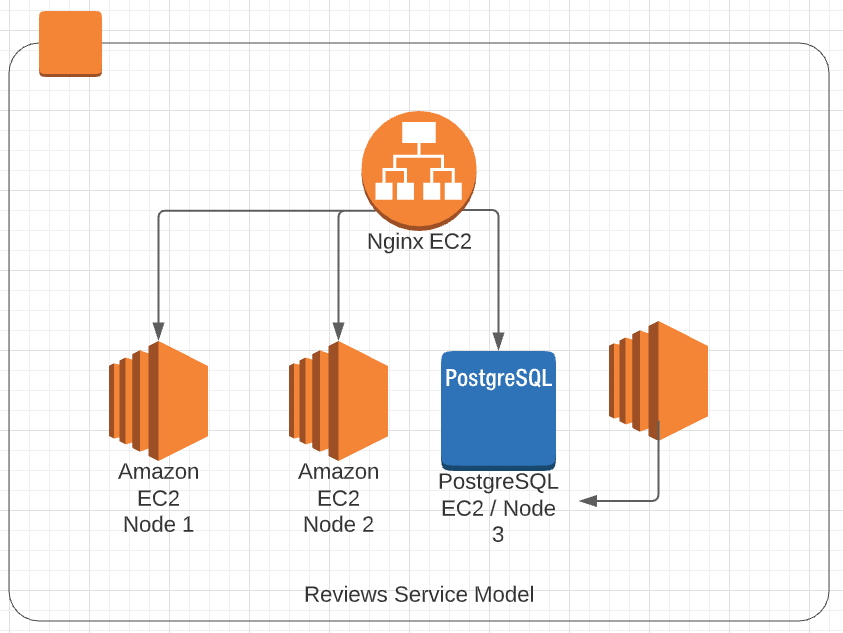 Nginx EC2
PostgreSQL
Amazon
EC2
Node 1
Amazon
EC2
Node 2
PostgreSQL
EC2 / Node
3
Reviews Service Model